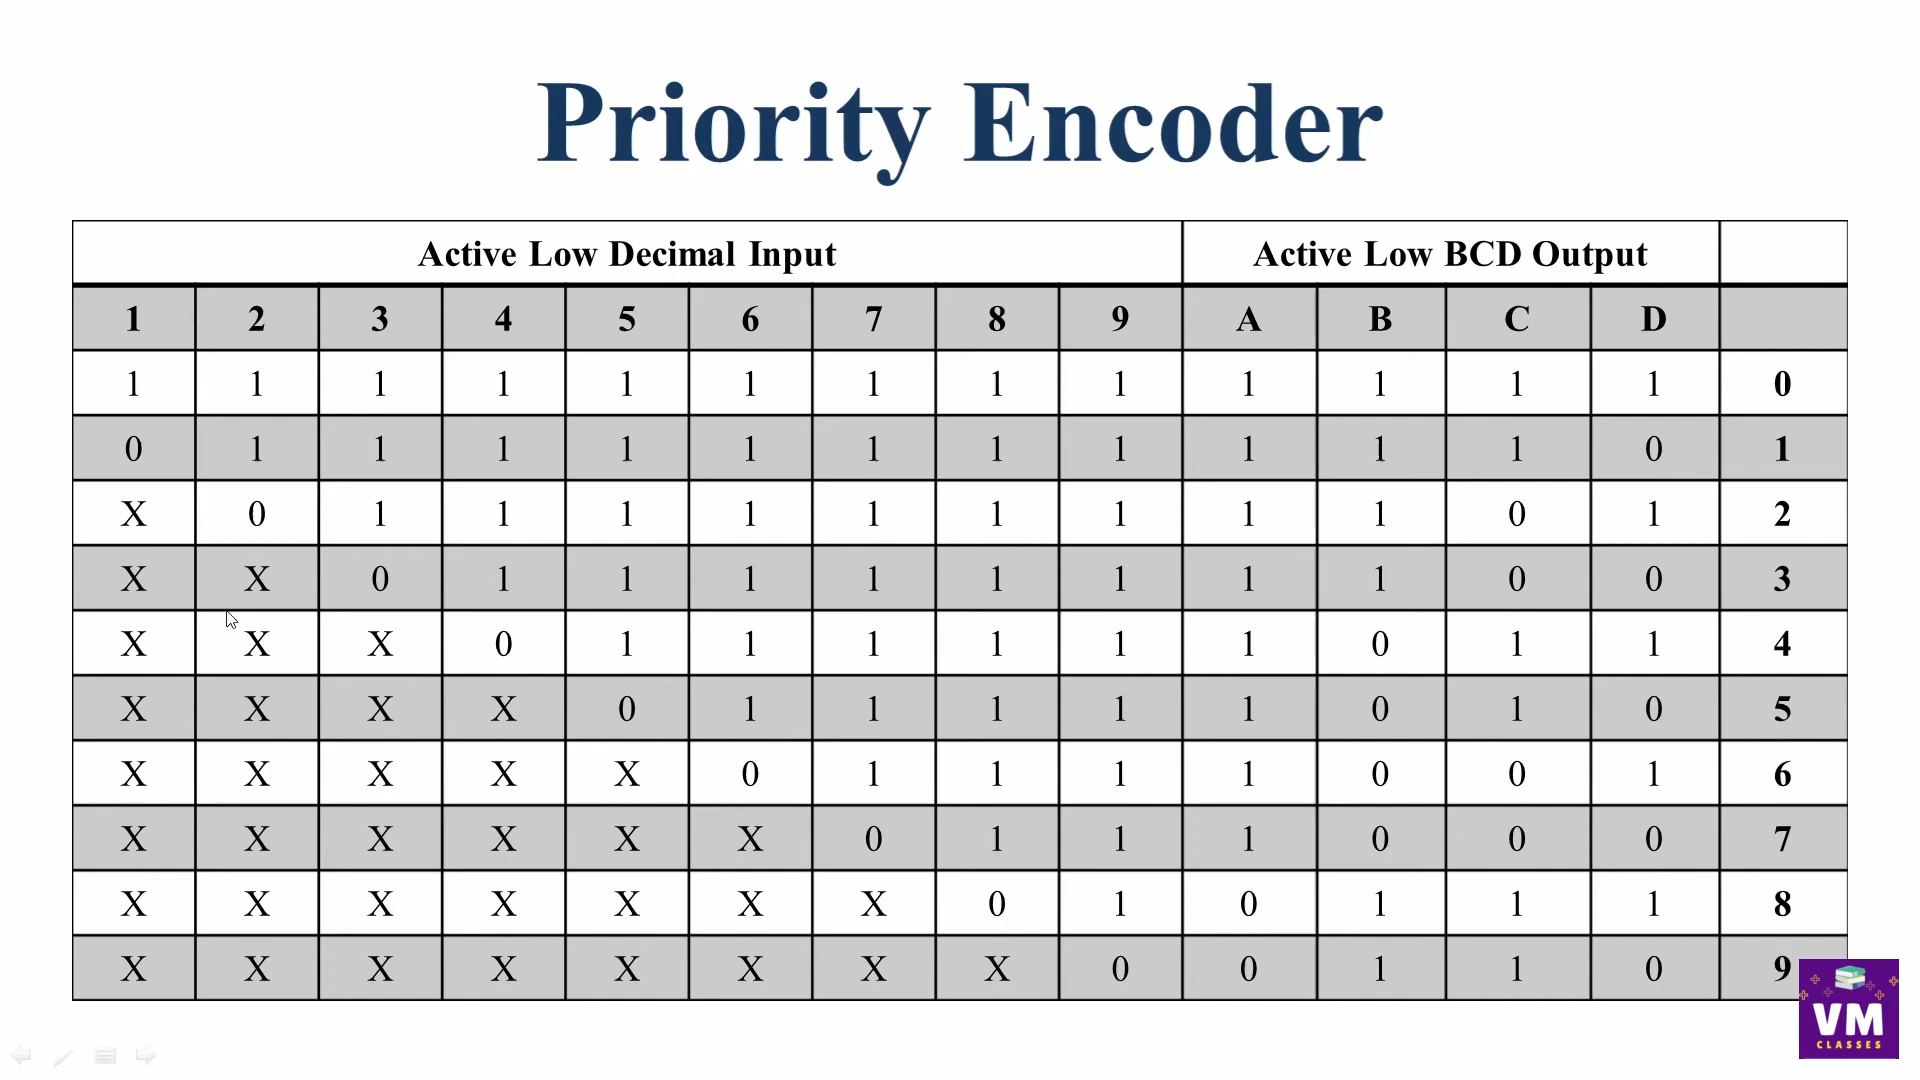 Priority Encoder
Active Low Decimal Input Active Low BCD Output
1 2 3 4 5 6 7 8 9 A B C D
1 1 1 1 1 1 1 1 1 1 1 1 1 0
0 1 1 1 1 1 1 1 1 1 1 1 0 1
X 0 1 1 1 1 1 1 1 1 1 0 1 2
X X 0 1 1 1 1 1 1 1 1 0 0 3
X X X 0 1 1 1 1 1 1 0 1 1 4
X X X X 0 1 1 1 1 1 0 1 0 5
X X X X X 0 1 1 1 1 0 0 1 6
X X X X X X 0 1 1 1 0 0 0 7
X X X X X X X 0 1 0 1 1 1 8
X X X X X X X X 0 0 1 1 0 9
VM
CLASSES